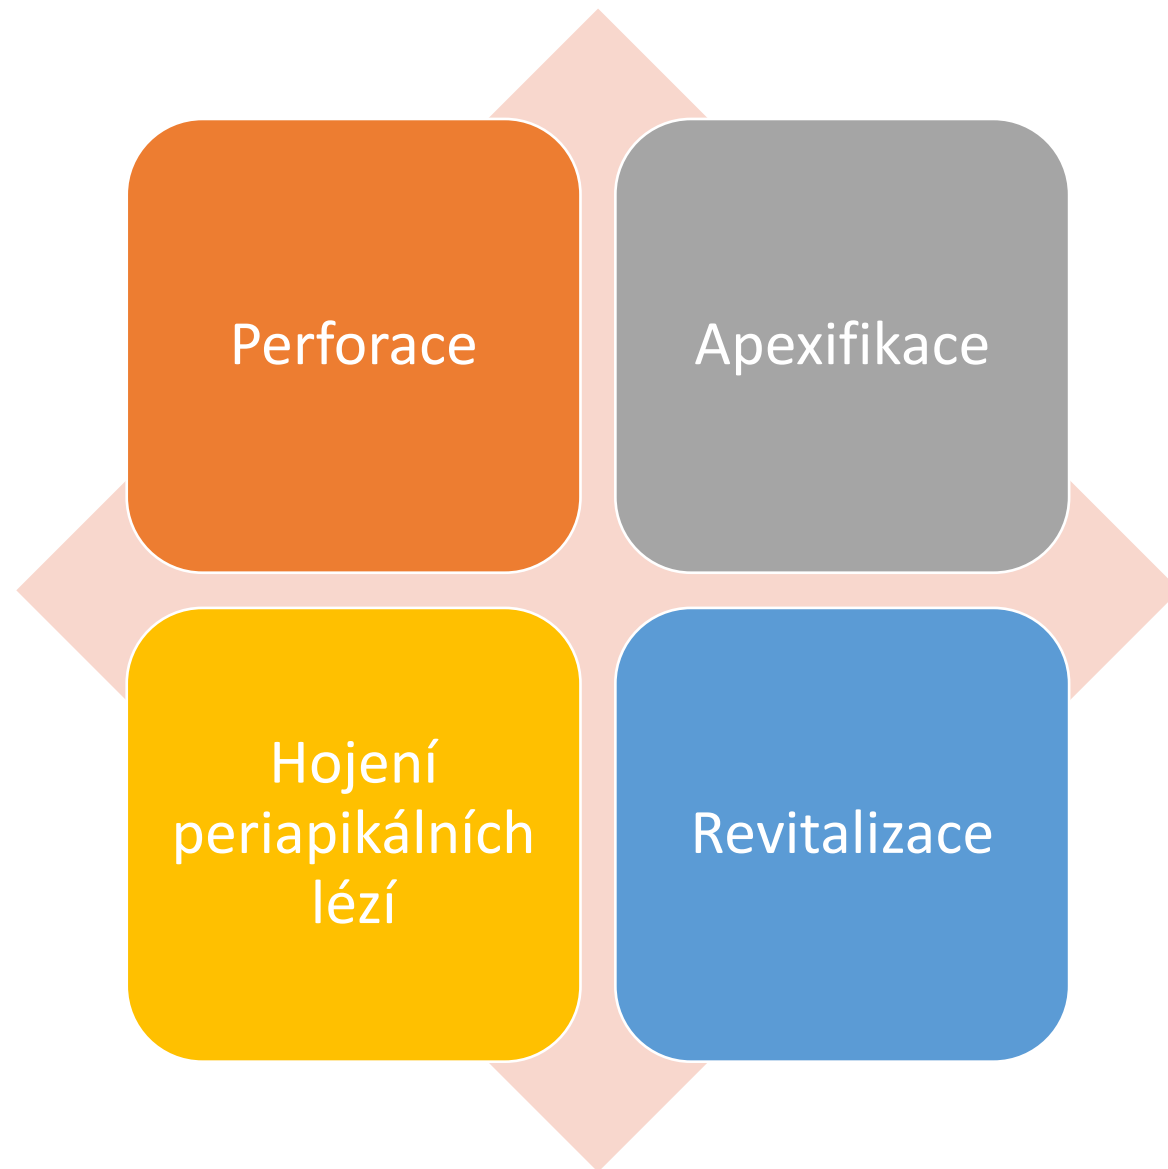 Perforace
Apexifikace
Hojení
periapikálních
lézí
Revitalizace